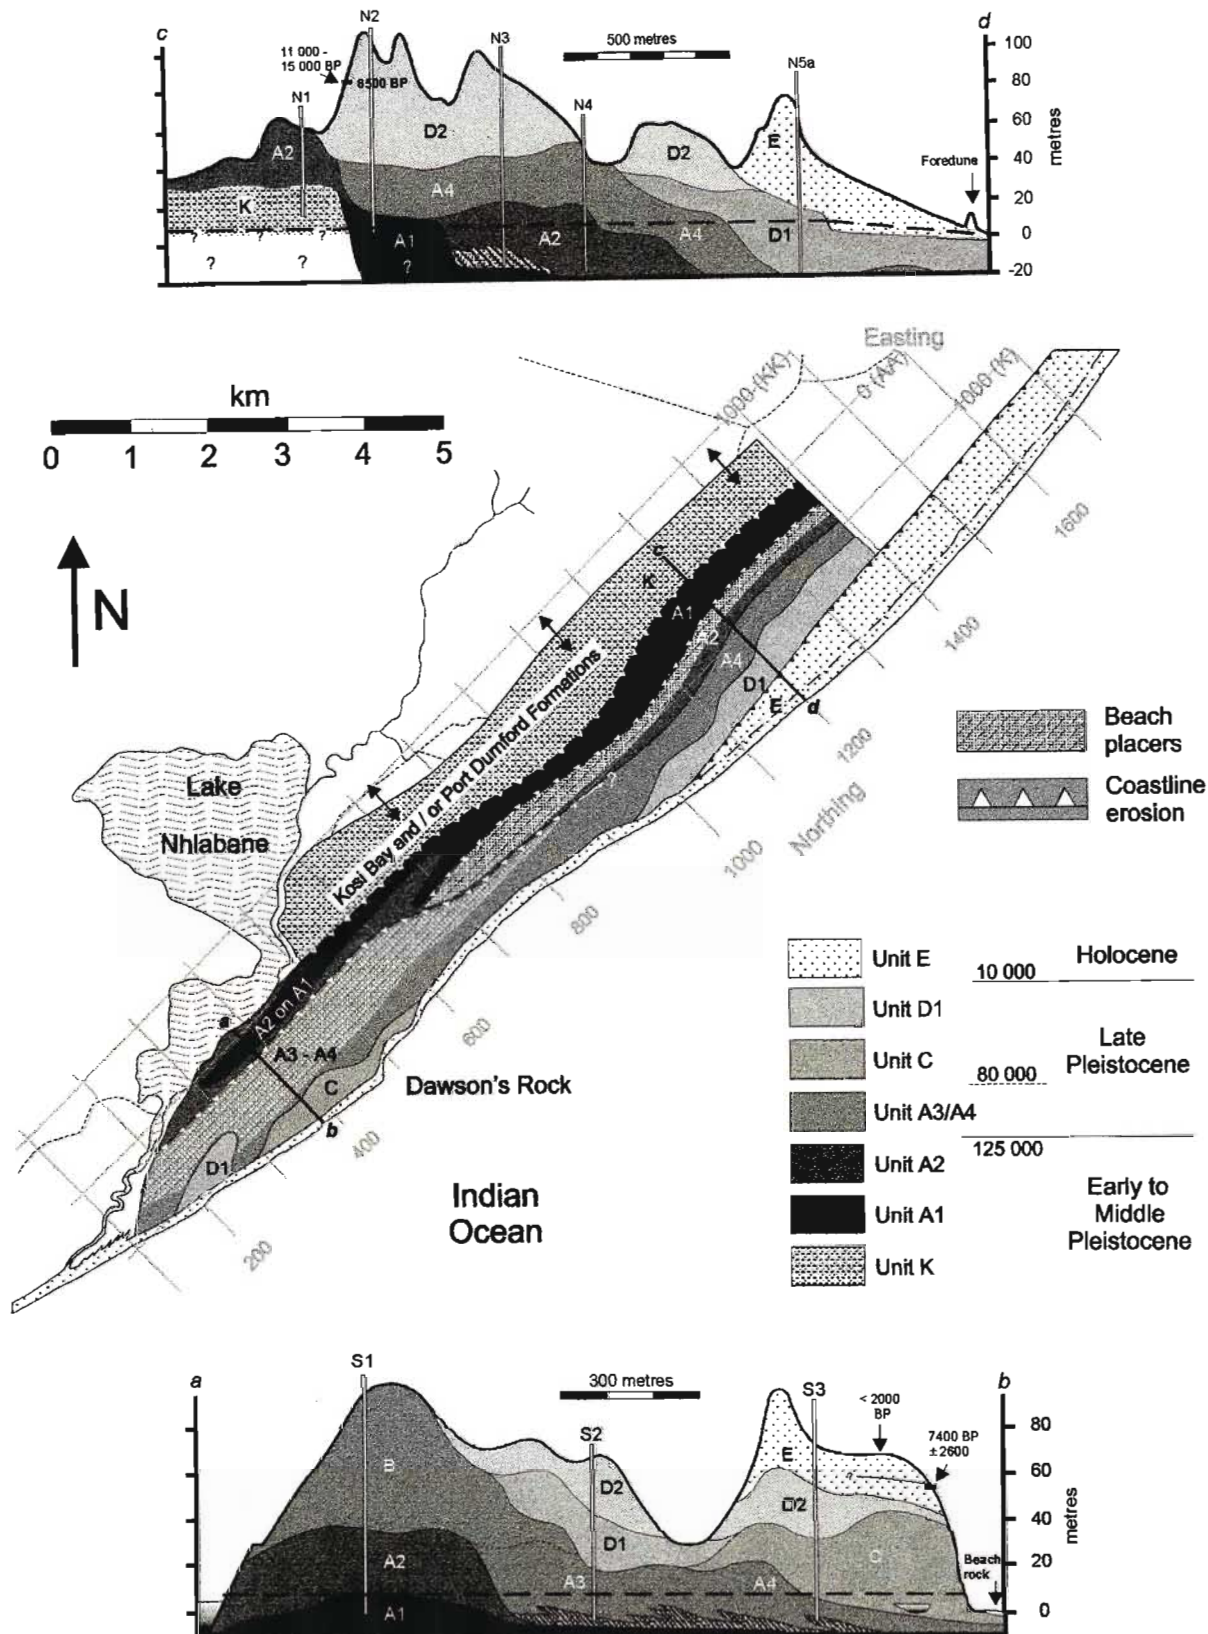 c
N2
500 metres
d
11 000 -
15 000 BP
8500 BP
N1
N3
N4
N5a
100
80
60
40
20
0
-20
metres
D2
D2
E
Foredune
A2
K
A4
A1
A2
A4
D1
?
?
?
?
?
?
Easting
1000 (KK)
0 (AA)
1000 (K)
km
0 1 2 3 4 5
N
1600
1400
1200
1000
800
600
400
200
Northing
c
K
A1
A2
A4
D1
E
d
Kosi Bay and / or Port Durnford Formations
?
Lake
Nhlabane
a
A2 on A1
A3 - A4
C
b
D1
Dawson's Rock
Indian
Ocean
Beach
placers
Coastline
erosion
Unit E
Unit D1
Unit C
Unit A3/A4
Unit A2
Unit A1
Unit K
10 000
Holocene
80 000
Late
Pleistocene
125 000
Early to
Middle
Pleistocene
a
S1
300 metres
b
S2
S3
< 2000
BP
7400 BP
±2600
80
60
40
20
0
metres
B
D2
E
?
D2
D1
A2
A3
A4
C
A1
Beach
rock